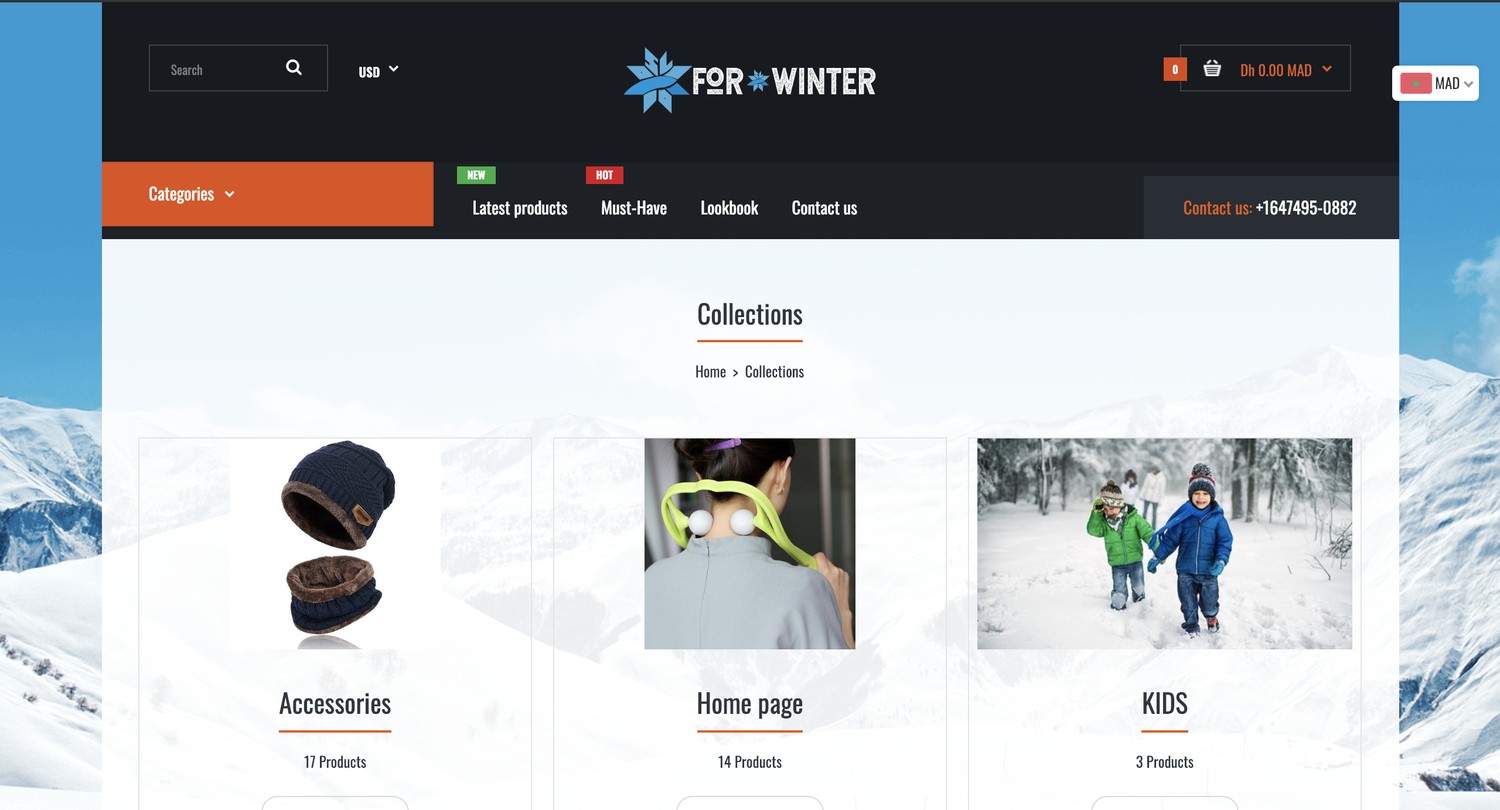 Search
USD
FOR WINTER
0
Dh 0.00 MAD
MAD
Categories
NEW
Latest products
HOT
Must-Have
Lookbook
Contact us
Contact us: +1647495-0882
Collections
Home > Collections
Accessories
17 Products
Home page
14 Products
KIDS
3 Products